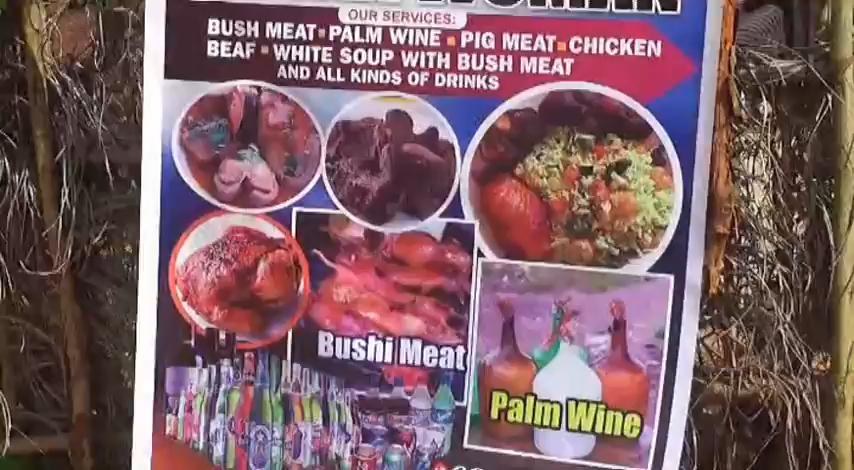 OUR SERVICES:
BUSH MEAT▪PALM WINE▪PIG MEAT▪CHICKEN
BEAF▪WHITE SOUP WITH BUSH MEAT
AND ALL KINDS OF DRINKS
Bushi Meat
Palm Wine